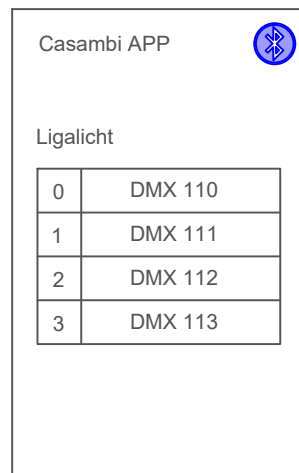 Casambi APP
Ligalicht
0 DMX 110
1 DMX 111
2 DMX 112
3 DMX 113